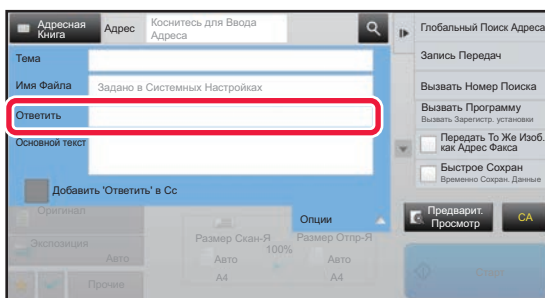 Адресная
Книга
Адрес
Коснитесь для Ввода
Адреса
Тема
Имя Файла
Задано в Системных Настройках
Ответить
Основной текст
Добавить 'Ответить' в Cc
Опции
Оригинал
Экспозиция
Авто
Прочие
Размер Скан-Я
100%
Размер Отпр-Я
Авто
A4
Авто
A4
Глобальный Поиск Адреса
Запись Передач
Вызвать Номер Поиска
Вызвать Программу
Вызвать Зарегистр. установки
Передать То Же Изоб.
как Адрес Факса
Быстрое Сохран
Временно Сохран. Данные
Предварит.
Просмотр
CA
Старт